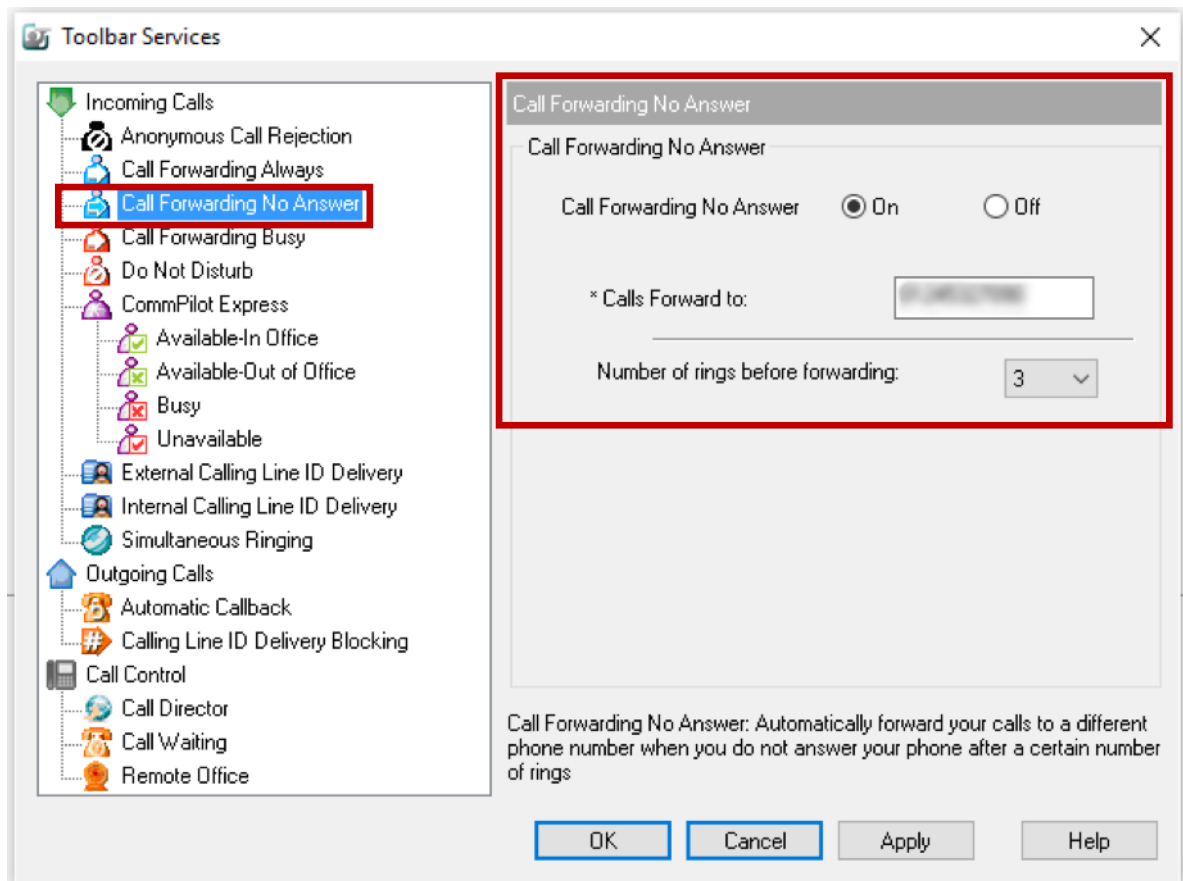 Toolbar Services
Incoming Calls
Anonymous Call Rejection
Call Forwarding Always
Call Forwarding No Answer
Call Forwarding Busy
Do Not Disturb
CommPilot Express
Available-In Office
Available-Out of Office
Busy
Unavailable
External Calling Line ID Delivery
Internal Calling Line ID Delivery
Simultaneous Ringing
Outgoing Calls
Automatic Callback
Calling Line ID Delivery Blocking
Call Control
Call Director
Call Waiting
Remote Office
Call Forwarding No Answer
Call Forwarding No Answer
Call Forwarding No Answer On Off
* Calls Forward to:
Number of rings before forwarding: 3
Call Forwarding No Answer: Automatically forward your calls to a different
phone number when you do not answer your phone after a certain number
of rings
OK Cancel Apply Help